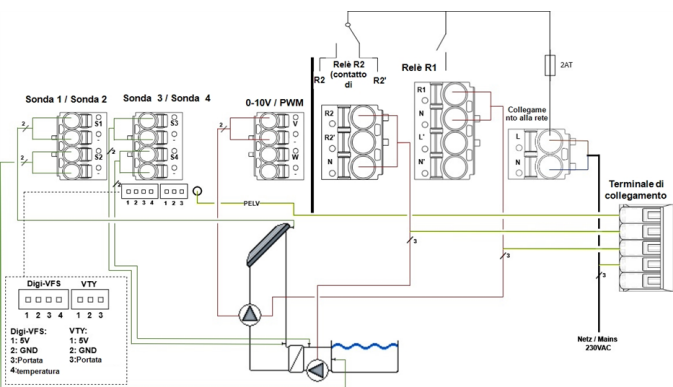 2AT
Relè R2
(contatto
di
R2
R2'
Relè R1
Sonda 1 / Sonda 2
Sonda 3 / Sonda 4
0-10V / PWM
Collegame
nto alla rete
R1
N
L'
N'
R2
R2'
N
L
N
S1
-
S2
-
S3
-
S4
-
V
-
W
-
2
2
2
2
2
1 2 3 4
1 2 3
PELV
Terminale di
collegamento
3
3
3
Digi-VFS
VTY
1 2 3 4
1 2 3
Digi-VFS:
1: 5V
2: GND
3:Portata
4:temperatura
VTY:
1: 5V
2: GND
3:Portata
Netz / Mains
230VAC